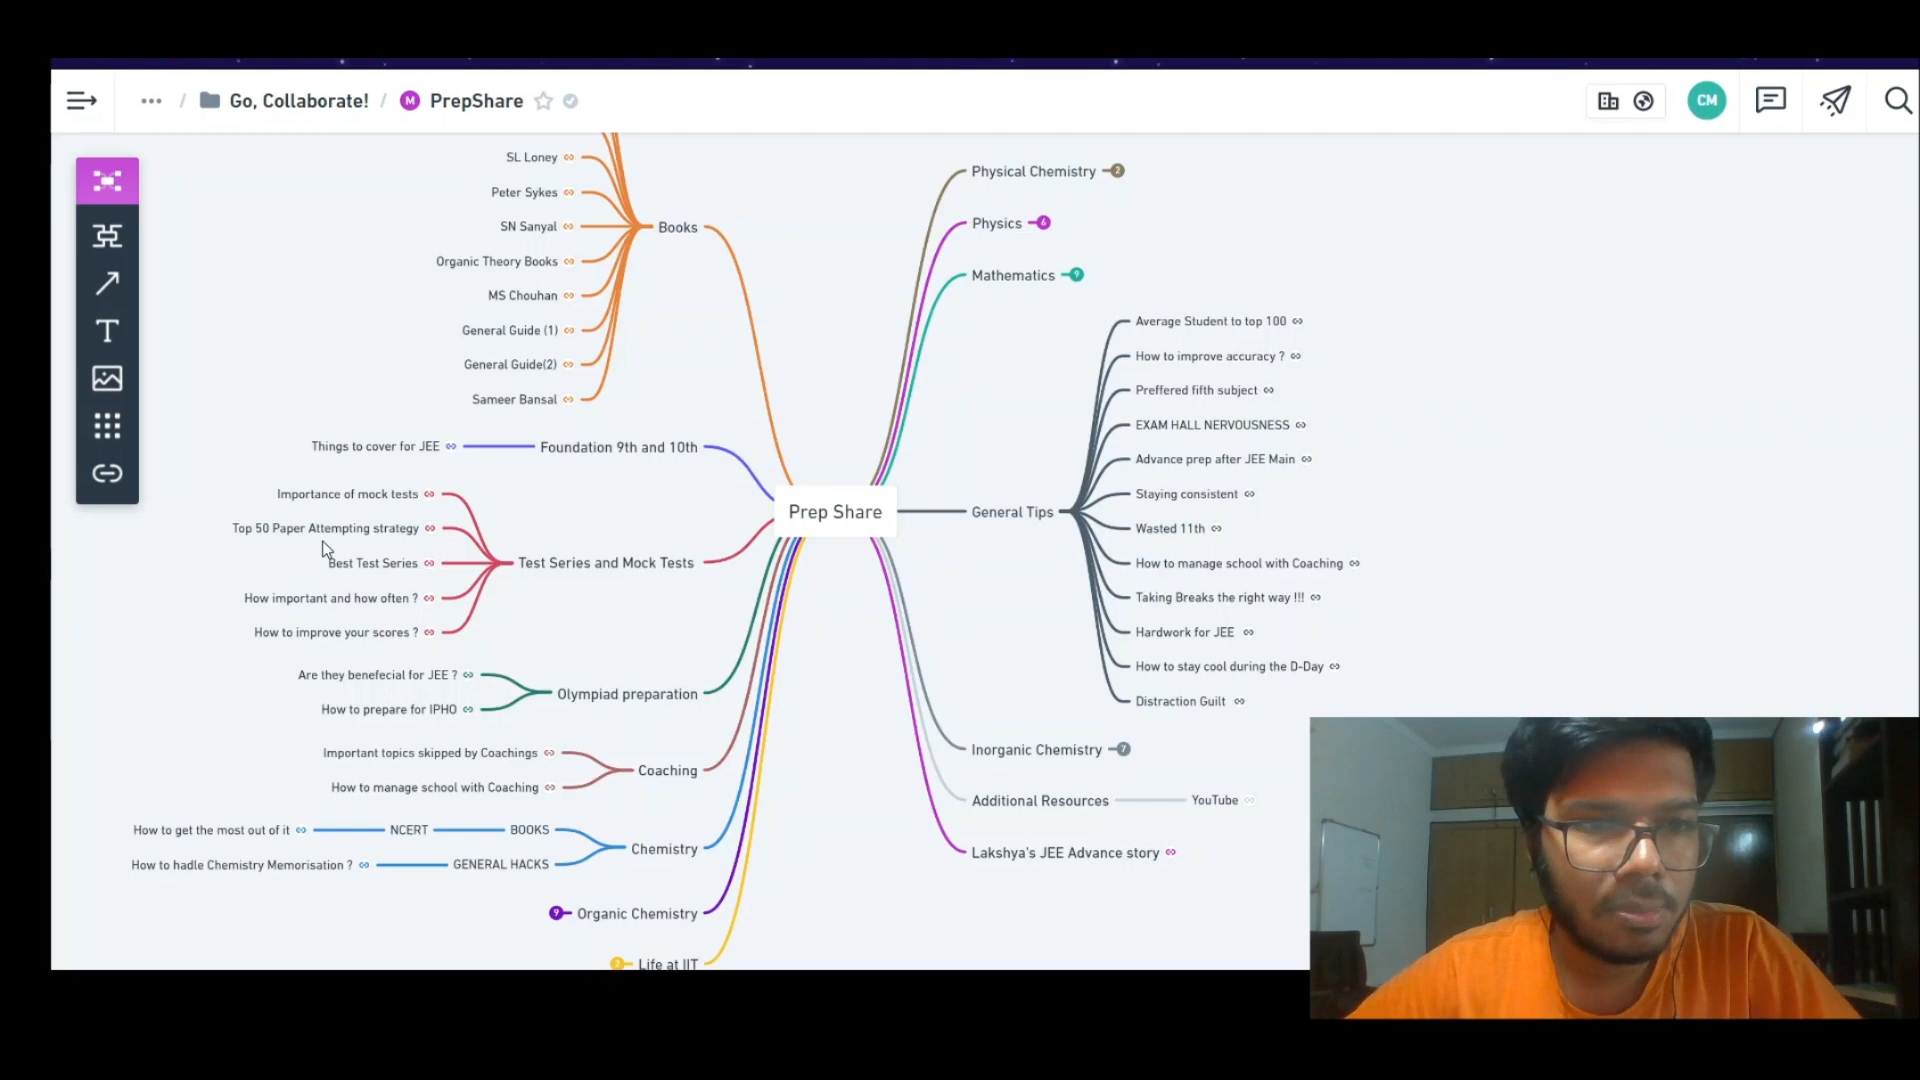 ... / Go, Collaborate! / M PrepShare
CM
SL Loney
Peter Sykes
SN Sanyal
Organic Theory Books
MS Chouhan
General Guide (1)
General Guide(2)
Sameer Bansal
Books
Things to cover for JEE
Foundation 9th and 10th
Importance of mock tests
Top 50 Paper Attempting strategy
Best Test Series
How important and how often ?
How to improve your scores ?
Test Series and Mock Tests
Are they benefecial for JEE ?
How to prepare for IPHO
Olympiad preparation
Important topics skipped by Coachings
How to manage school with Coaching
Coaching
How to get the most out of it
NCERT
BOOKS
How to hadle Chemistry Memorisation ?
GENERAL HACKS
Chemistry
9 Organic Chemistry
2 Life at IIT
Prep Share
Physical Chemistry 2
Physics 6
Mathematics 9
General Tips
Average Student to top 100
How to improve accuracy ?
Preffered fifth subject
EXAM HALL NERVOUSNESS
Advance prep after JEE Main
Staying consistent
Wasted 11th
How to manage school with Coaching
Taking Breaks the right way !!!
Hardwork for JEE
How to stay cool during the D-Day
Distraction Guilt
Inorganic Chemistry 7
Additional Resources
YouTube
Lakshya's JEE Advance story